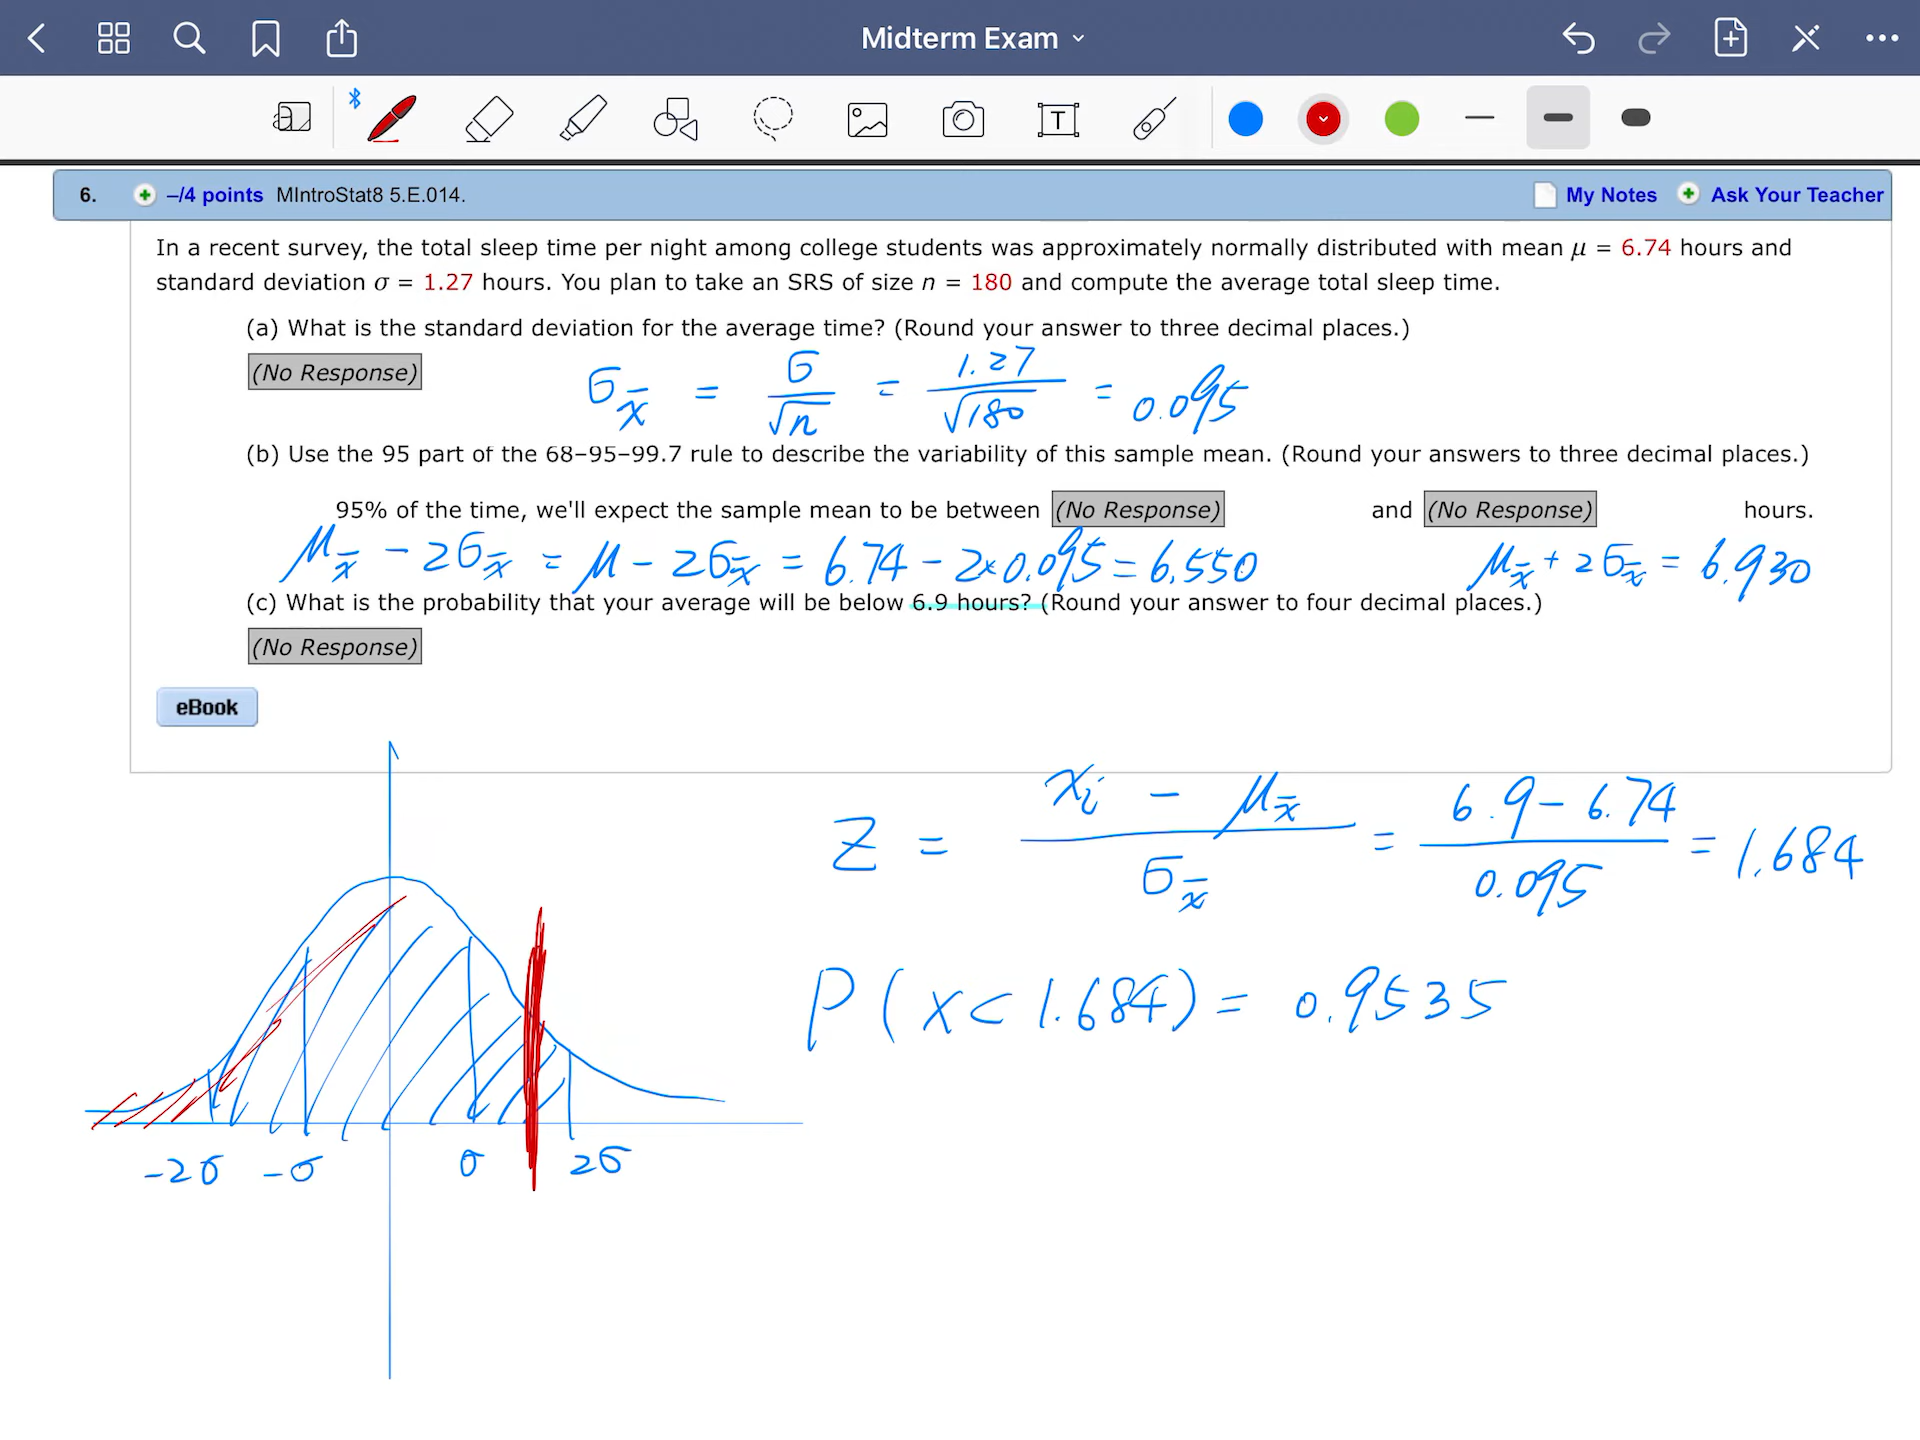 Midterm Exam
6. –/4 points MIntroStat8 5.E.014. My Notes Ask Your Teacher
In a recent survey, the total sleep time per night among college students was approximately normally distributed with mean μ = 6.74 hours and
standard deviation σ = 1.27 hours. You plan to take an SRS of size n = 180 and compute the average total sleep time.
(a) What is the standard deviation for the average time? (Round your answer to three decimal places.)
(No Response)
σx̄ = σ/√n = 1.27/√180 = 0.095
(b) Use the 95 part of the 68–95–99.7 rule to describe the variability of this sample mean. (Round your answers to three decimal places.)
95% of the time, we'll expect the sample mean to be between (No Response) and (No Response) hours.
μx̄ - 2σx̄ = μ - 2σx̄ = 6.74 - 2×0.095 = 6.550 μx̄ + 2σx̄ = 6.930
(c) What is the probability that your average will be below 6.9 hours? (Round your answer to four decimal places.)
(No Response)
eBook
Z = xi - μx̄ / σx̄ = 6.9 - 6.74 / 0.095 = 1.684
P(x < 1.684) = 0.9535
-2σ -σ σ 2σ